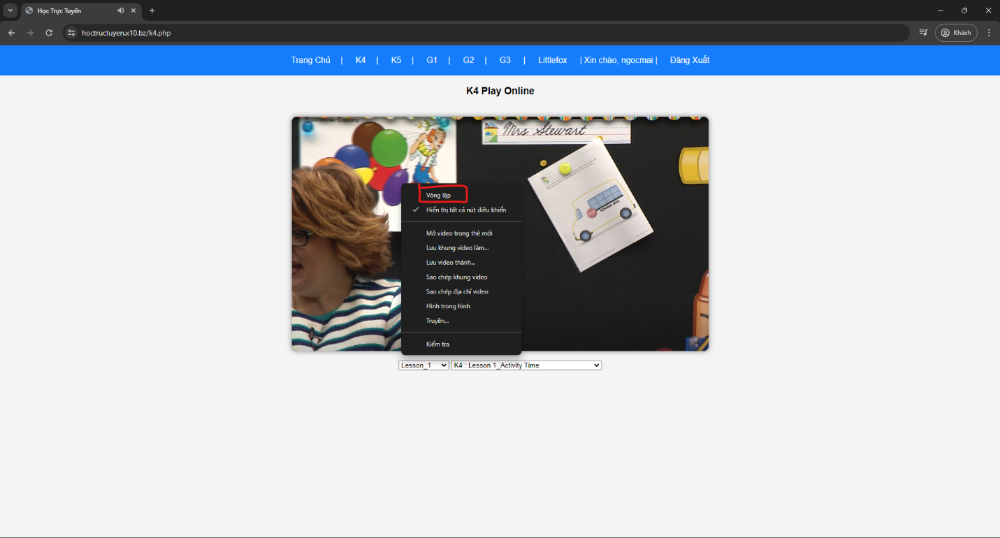 Học Trực Tuyến
hoctructuyen.x10.bz/k4.php
Khách
Trang Chủ | K4 | K5 | G1 | G2 | G3 | Littlefox | Xin chào, ngocmai | Đăng Xuất
K4 Play Online
Rainbow Colors
Mrs Stewart
SCHOOL BUS
Vòng lặp
Hiển thị tất cả nút điều khiển
Mở video trong thẻ mới
Lưu khung video làm...
Lưu video thành...
Sao chép khung video
Sao chép địa chỉ video
Hình trong hình
Truyền...
Kiểm tra
Lesson_1
K4 : Lesson 1_Activity Time